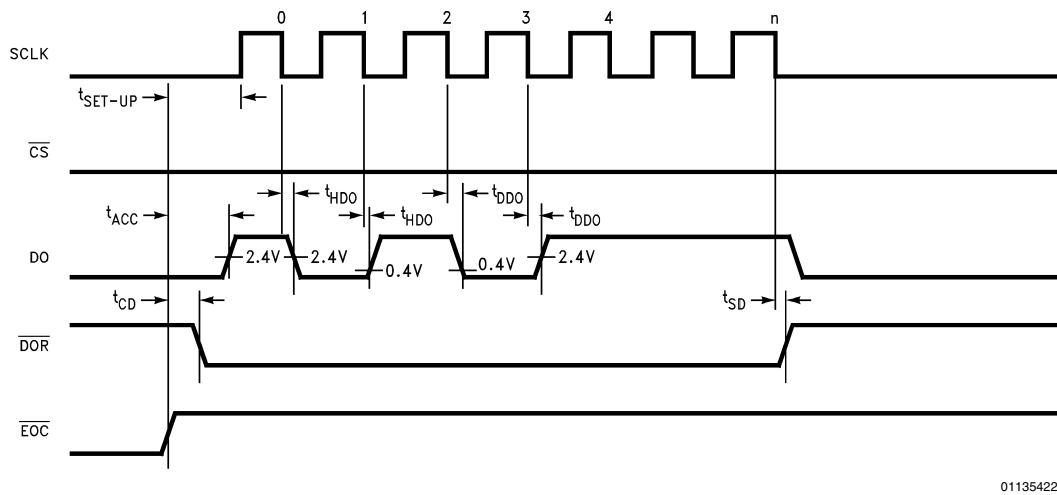 0 1 2 3 4 n
SCLK
tSET-UP
CS
tHDO tDDO
tACC tHDO tDDO
DO 2.4V 2.4V 0.4V 0.4V 2.4V
tCD tSD
DOR
EOC
01135422